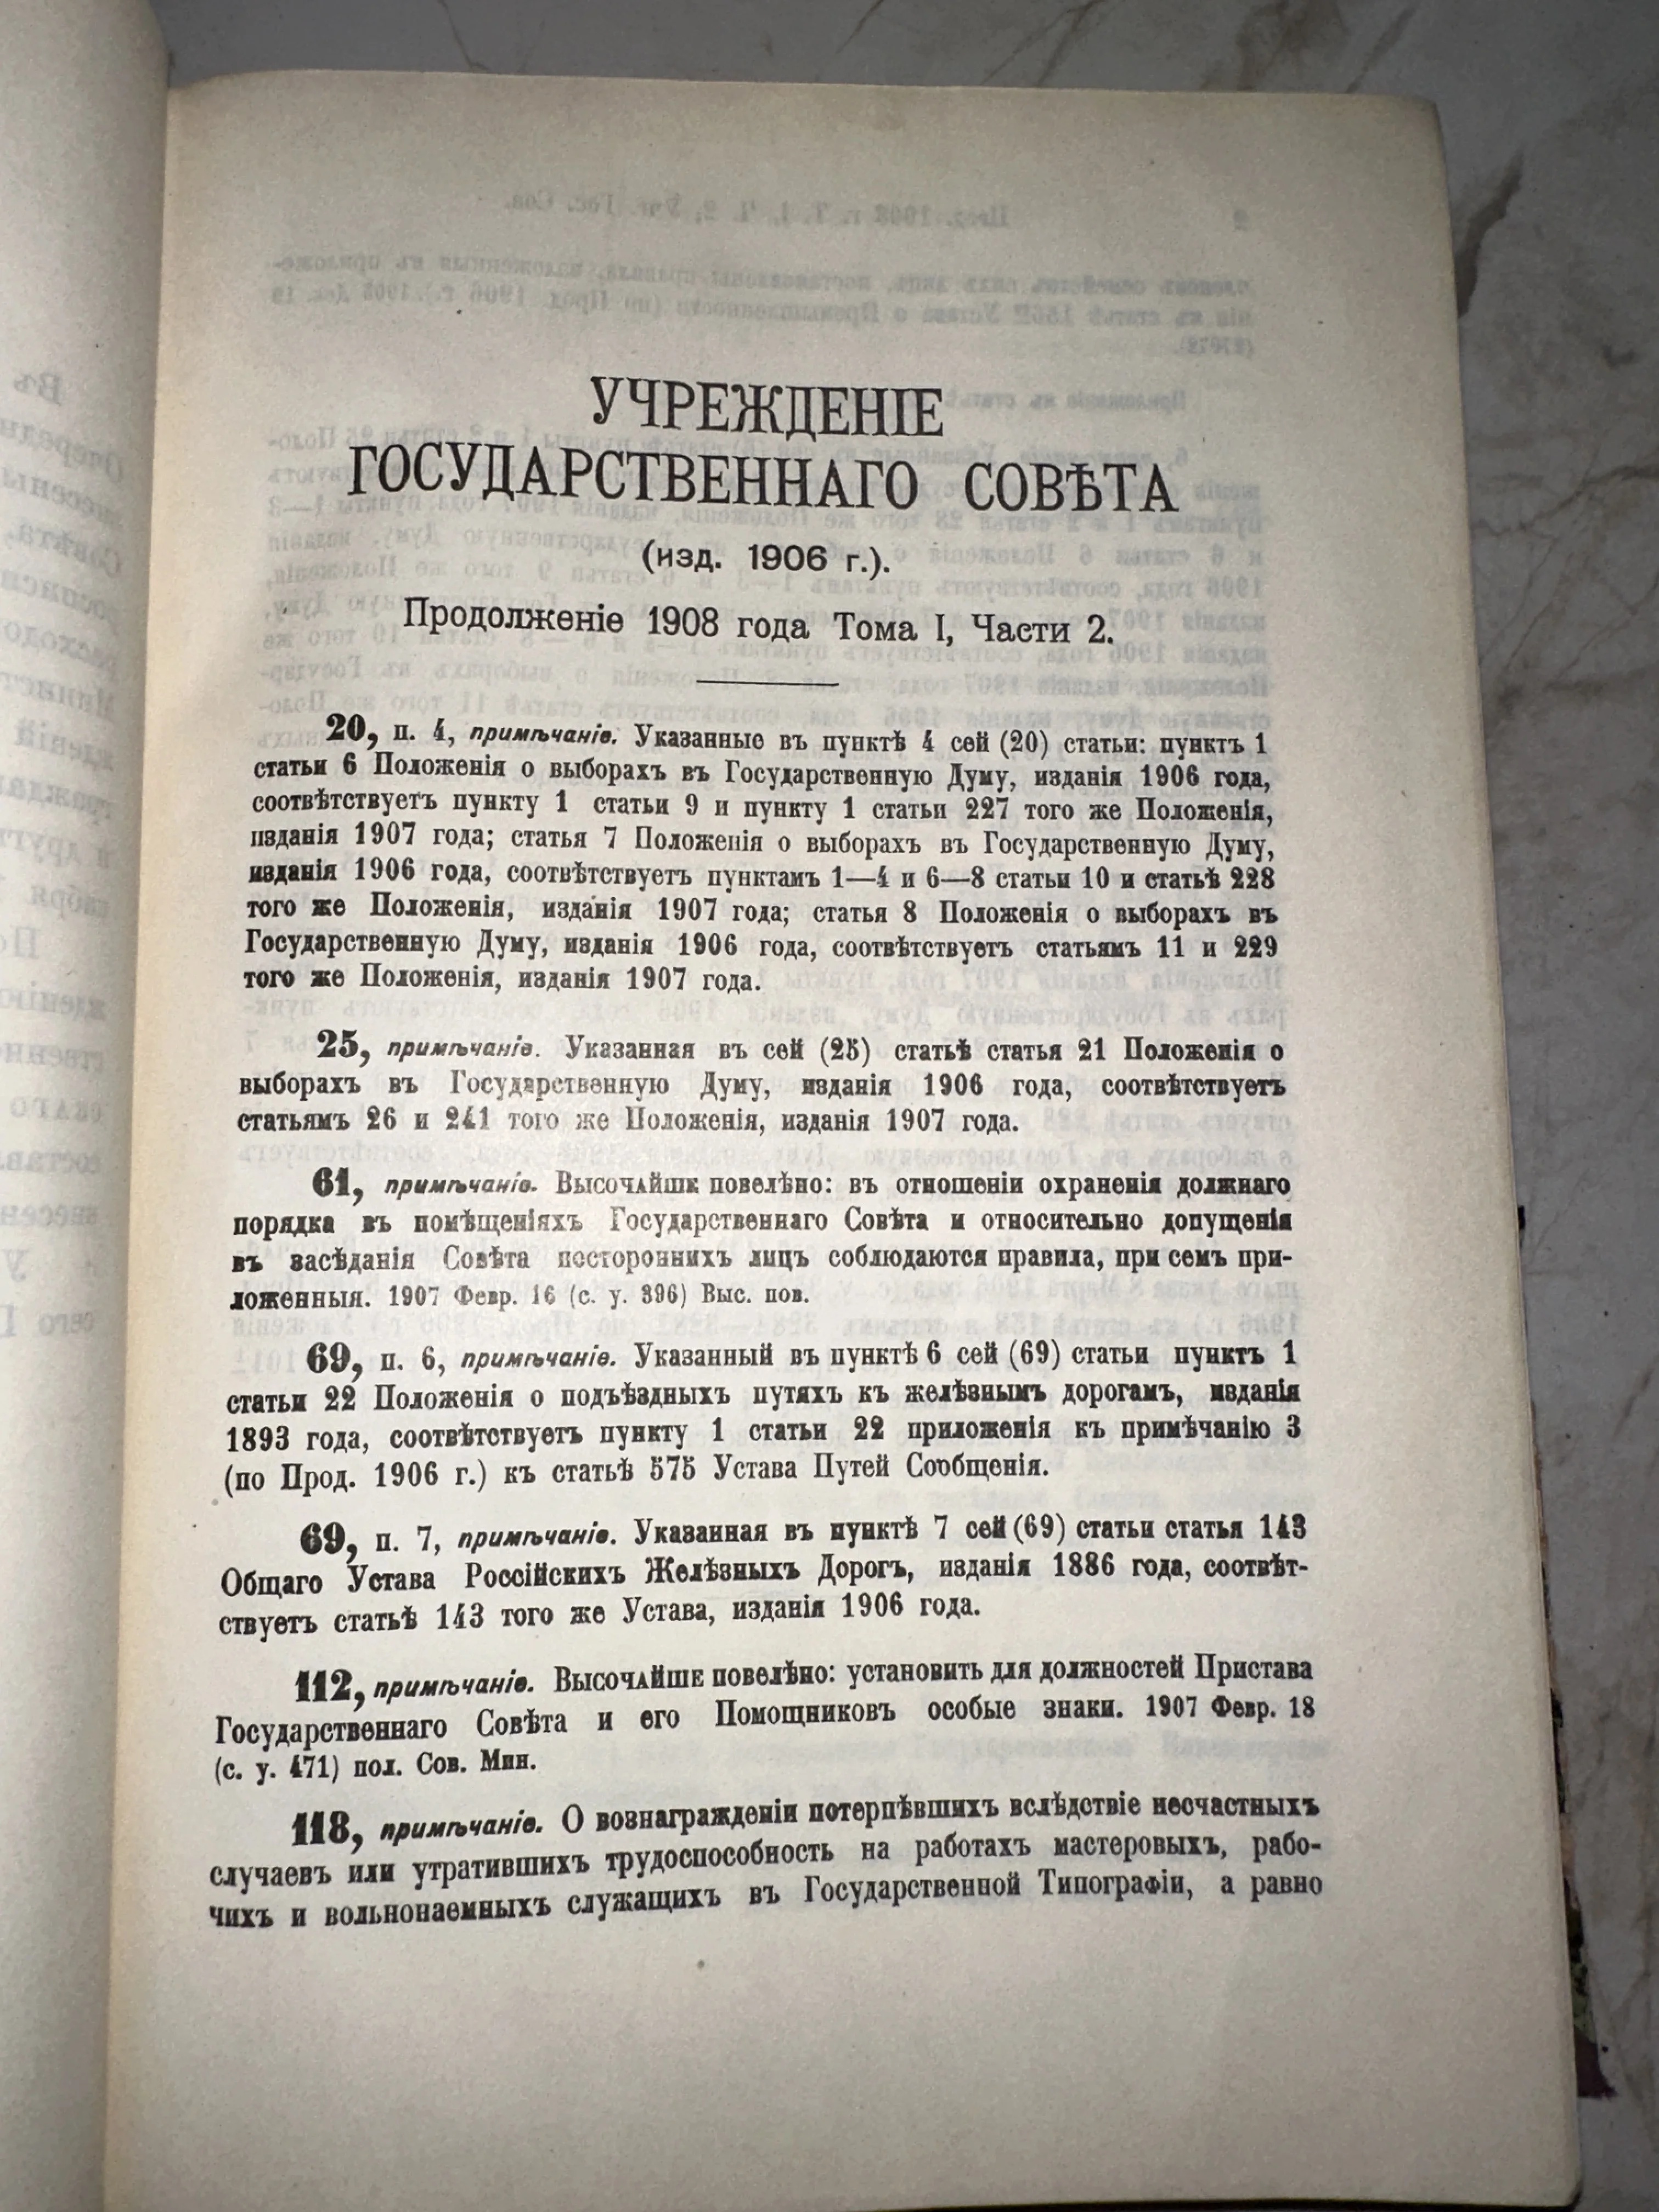 УЧРЕЖДЕНІЕ
ГОСУДАРСТВЕННАГО СОВѢТА
(изд. 1906 г.).
Продолженіе 1908 года Тома I, Части 2.
20, п. 4, примѣчаніе. Указанные въ пунктѣ 4 сей (20) статьи: пунктъ 1
статьи 6 Положенія о выборахъ въ Государственную Думу, изданія 1906 года,
соотвѣтствуетъ пункту 1 статьи 9 и пункту 1 статьи 227 того же Положенія,
изданія 1907 года; статья 7 Положенія о выборахъ въ Государственную Думу,
изданія 1906 года, соотвѣтствуетъ пунктамъ 1—4 и 6—8 статьи 10 и статьѣ 228
того же Положенія, изданія 1907 года; статья 8 Положенія о выборахъ въ
Государственную Думу, изданія 1906 года, соотвѣтствуетъ статьямъ 11 и 229
того же Положенія, изданія 1907 года.
25, примѣчаніе. Указанная въ сей (25) статьѣ статья 21 Положенія о
выборахъ въ Государственную Думу, изданія 1906 года, соотвѣтствуетъ
статьямъ 26 и 241 того же Положенія, изданія 1907 года.
61, примѣчаніе. Высочайше повелѣно: въ отношеніи охраненія должнаго
порядка въ помѣщеніяхъ Государственнаго Совѣта и относительно допущенія
въ засѣданія Совѣта постороннихъ лицъ соблюдаются правила, при семъ при-
ложенныя. 1907 Февр. 16 (с. у. 396) Выс. пов.
69, п. 6, примѣчаніе. Указанный въ пунктѣ 6 сей (69) статьи пунктъ 1
статьи 22 Положенія о подъѣздныхъ путяхъ къ желѣзнымъ дорогамъ, изданія
1893 года, соотвѣтствуетъ пункту 1 статьи 22 приложенія къ примѣчанію 3
(по Прод. 1906 г.) къ статьѣ 575 Устава Путей Сообщенія.
69, п. 7, примѣчаніе. Указанная въ пунктѣ 7 сей (69) статьи статья 143
Общаго Устава Россійскихъ Желѣзныхъ Дорогъ, изданія 1886 года, соотвѣт-
ствуетъ статьѣ 143 того же Устава, изданія 1906 года.
112, примѣчаніе. Высочайше повелѣно: установить для должностей Пристава
Государственнаго Совѣта и его Помощниковъ особые знаки. 1907 Февр. 18
(с. у. 471) пол. Сов. Мин.
118, примѣчаніе. О вознагражденіи потерпѣвшихъ вслѣдствіе несчастныхъ
случаевъ или утратившихъ трудоспособность на работахъ мастеровыхъ, рабо-
чихъ и вольнонаемныхъ служащихъ въ Государственной Типографіи, а равно